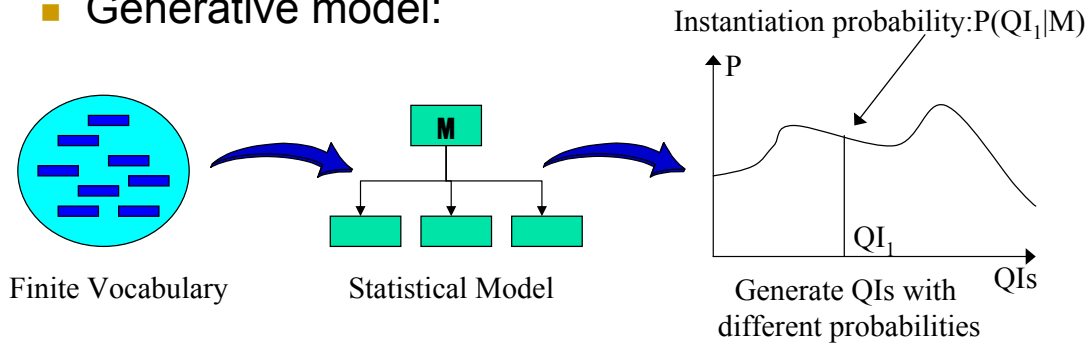 Generative model:
Instantiation probability:P(QI₁|M)
P
M
QI₁
QIs
Finite Vocabulary
Statistical Model
Generate QIs with
different probabilities